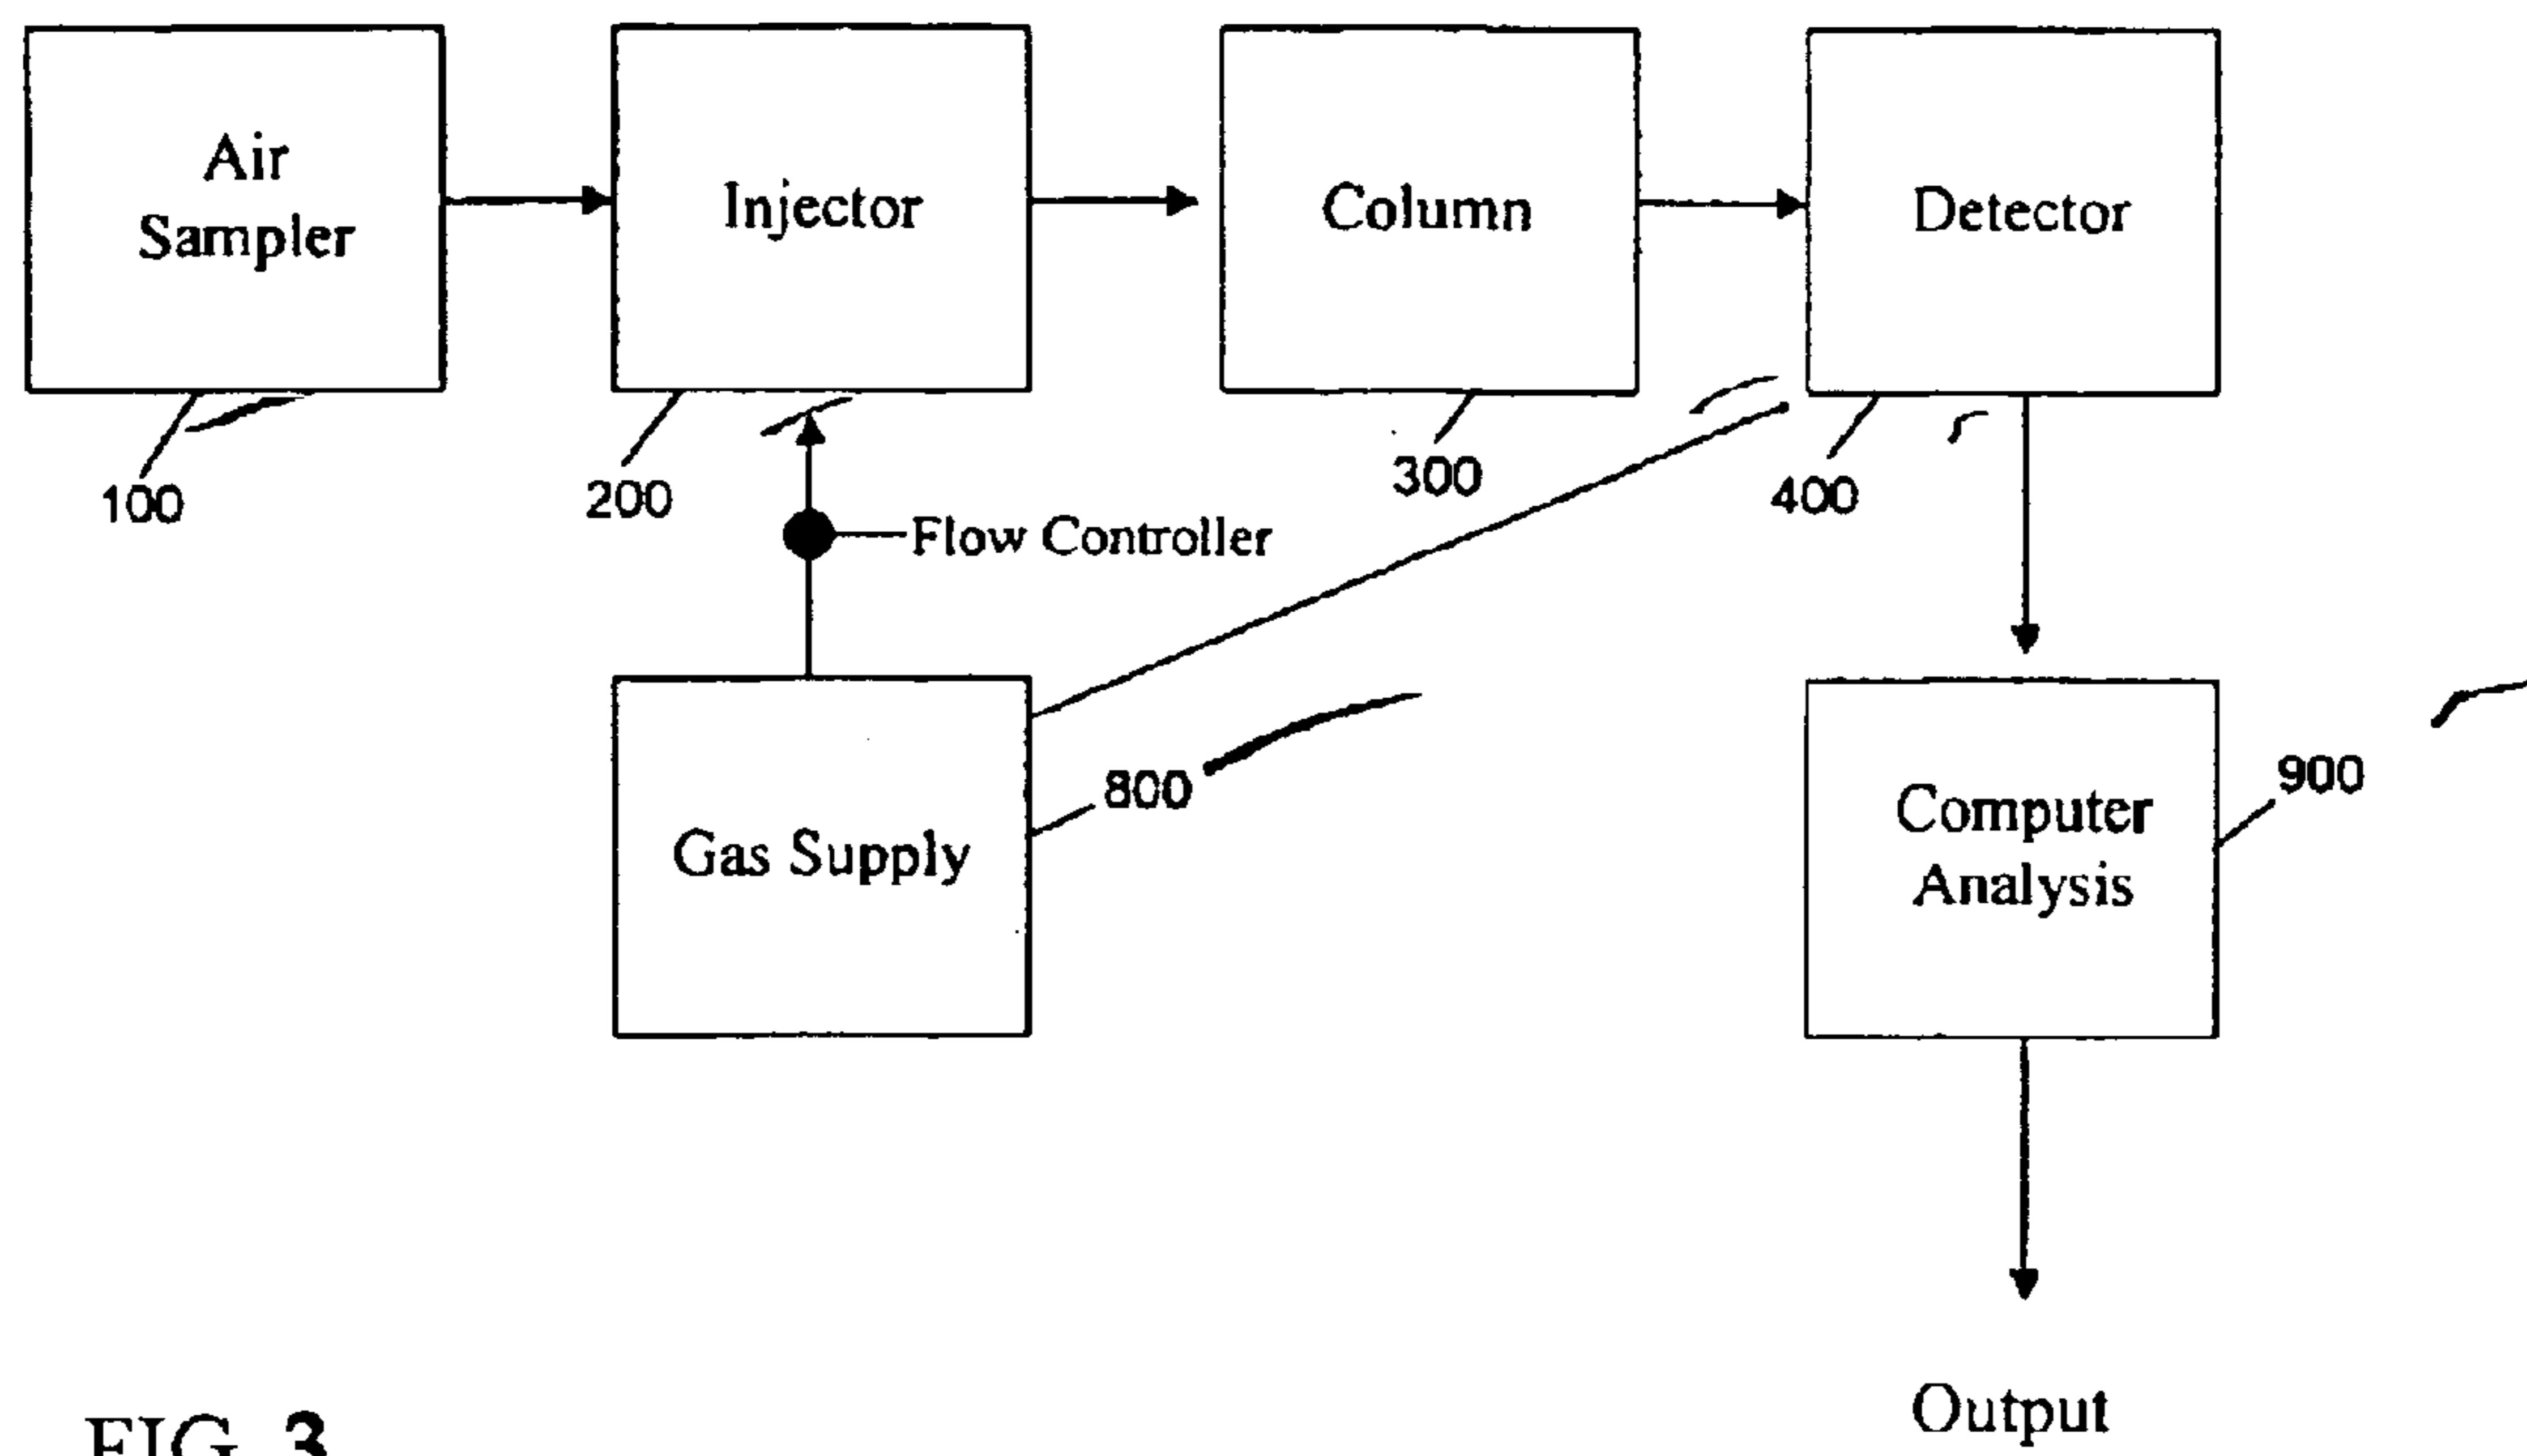 Air
Sampler
Injector
Column
Detector
100
200
300
400
Flow Controller
Gas Supply
800
Computer
Analysis
900
Output
FIG. 3